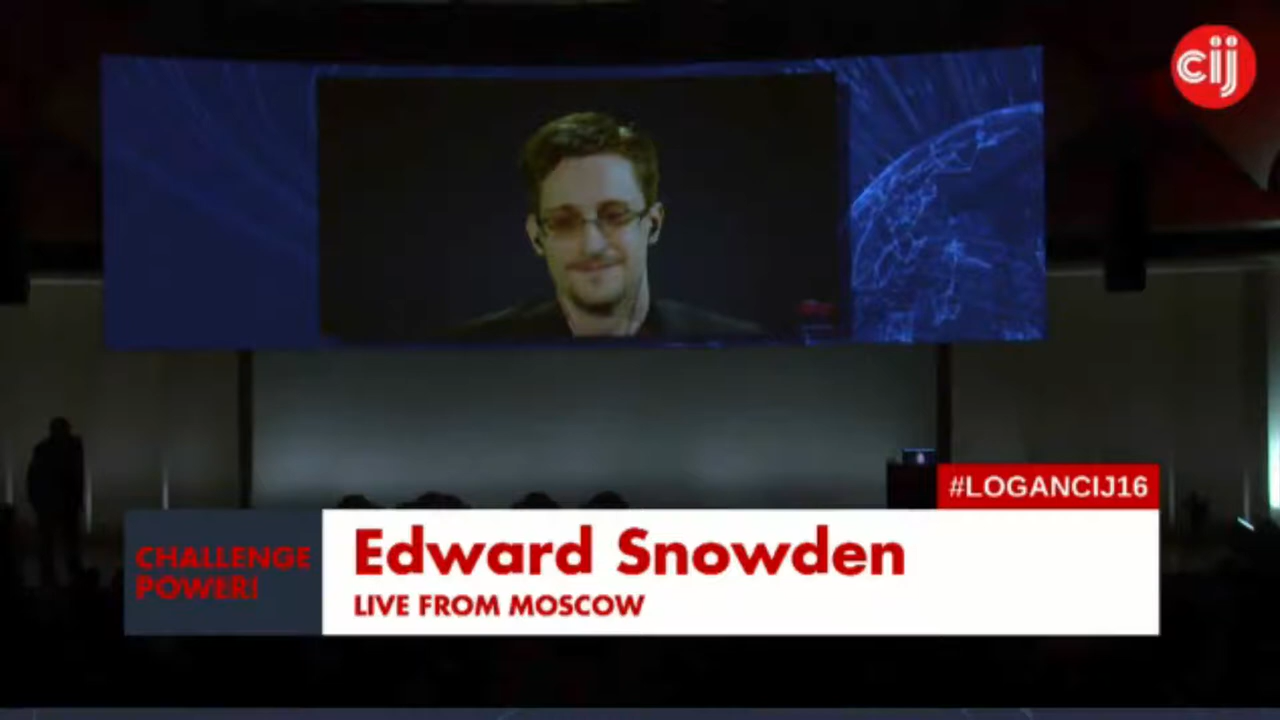 cij
#LOGANCIJ16
CHALLENGE
POWER!
Edward Snowden
LIVE FROM MOSCOW